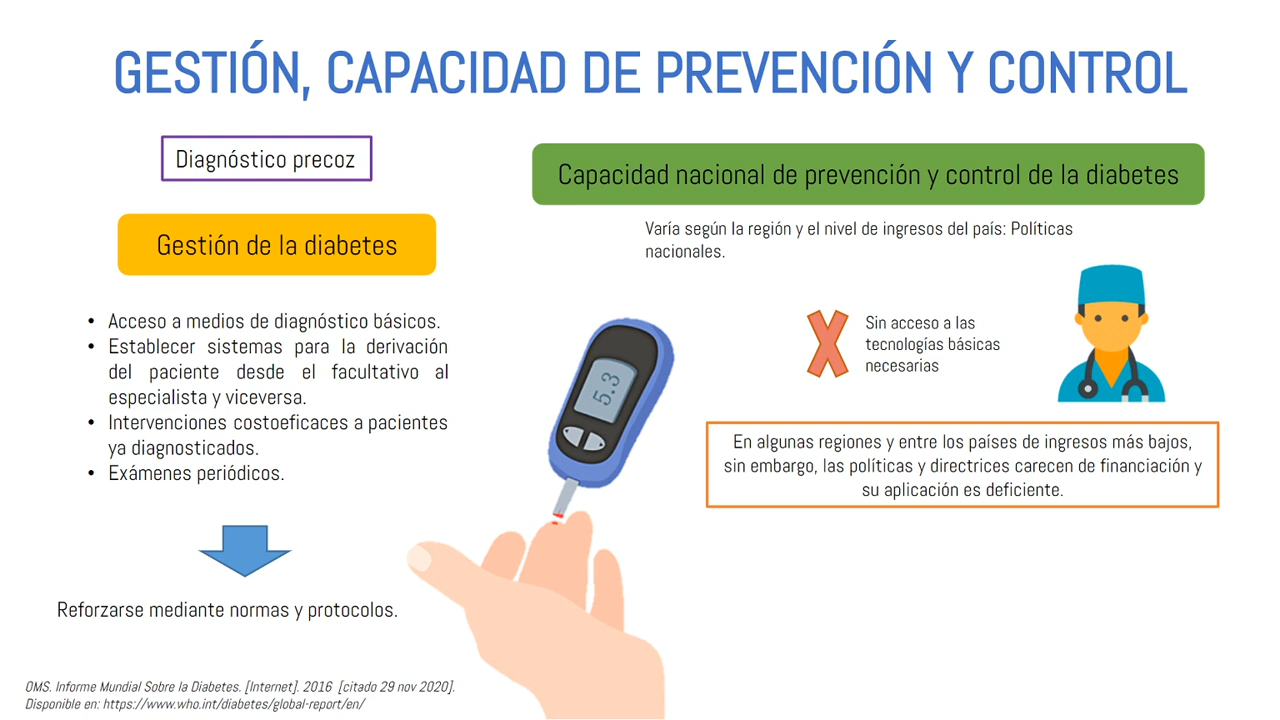 GESTIÓN, CAPACIDAD DE PREVENCIÓN Y CONTROL
Diagnóstico precoz
Gestión de la diabetes
• Acceso a medios de diagnóstico básicos.
• Establecer sistemas para la derivación
del paciente desde el facultativo al
especialista y viceversa.
• Intervenciones costoeficaces a pacientes
ya diagnosticados.
• Exámenes periódicos.
Reforzarse mediante normas y protocolos.
Capacidad nacional de prevención y control de la diabetes
Varía según la región y el nivel de ingresos del país: Políticas
nacionales.
5.3
Sin acceso a las
tecnologías básicas
necesarias
En algunas regiones y entre los países de ingresos más bajos,
sin embargo, las políticas y directrices carecen de financiación y
su aplicación es deficiente.
OMS. Informe Mundial Sobre la Diabetes. [Internet]. 2016 [citado 29 nov 2020].
Disponible en: https://www.who.int/diabetes/global-report/en/